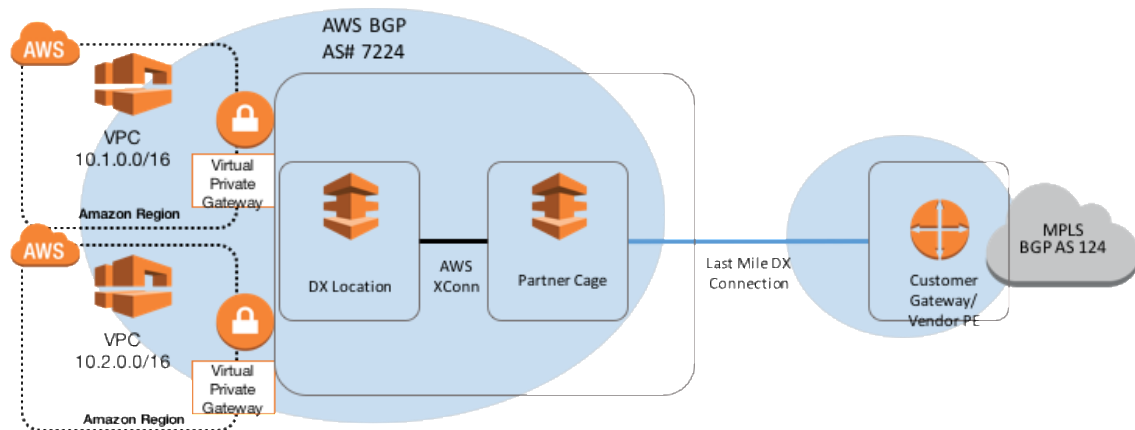 AWS
AWS BGP
AS# 7224
VPC
10.1.0.0/16
Virtual
Private
Gateway
Amazon Region
AWS
VPC
10.2.0.0/16
Virtual
Private
Gateway
Amazon Region
DX Location
AWS
XConn
Partner Cage
Last Mile DX
Connection
Customer
Gateway/
Vendor PE
MPLS
BGP AS 124